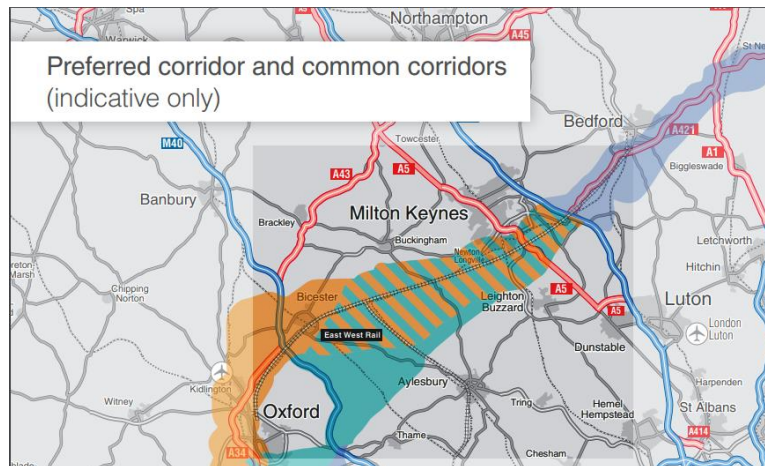 Spa
Northampton
Warwick
A45
Preferred corridor and common corridors
(indicative only)
Bedford
A421
M40
Towcester
A1
Biggleswade
A43
A5
Banbury
Milton Keynes
Brackley
Buckingham
Newton
Longville
Letchworth
Hitchin
Chipping
Norton
Bicester
Leighton
Buzzard
A5
Luton
A5
East West Rail
London
Luton
Dunstable
Kidlington
Aylesbury
Harpenden
Witney
Tring
Hemel
Hempstead
St Albans
Oxford
A34
Thame
Chesham
A414